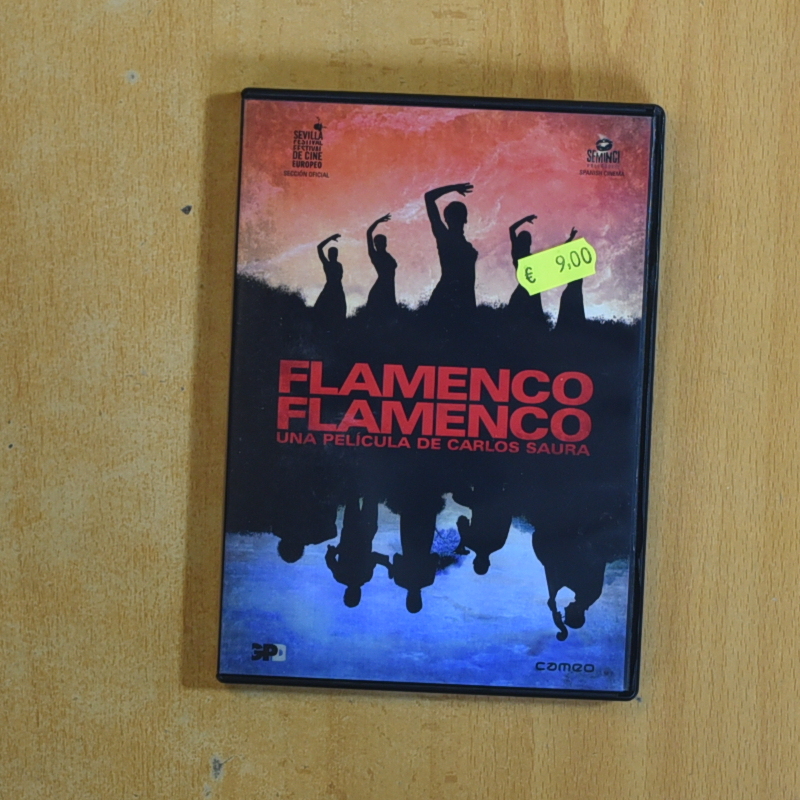 SEVILLA
FESTIVAL
DE CINE
EUROPEO
SECCIÓN OFICIAL
SEMINCI
SPANISH CINEMA
€ 9,00
FLAMENCO
FLAMENCO
UNA PELÍCULA DE CARLOS SAURA
GPD
cameo